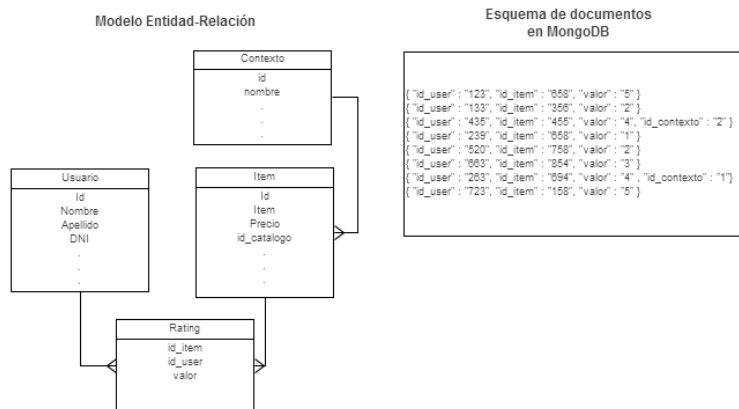 Modelo Entidad-Relación
Esquema de documentos
en MongoDB
Contexto
id
nombre
.
.
.
Usuario
Id
Nombre
Apellido
DNI
.
.
.
Item
Id
Item
Precio
id_catalogo
.
.
.
Rating
id_item
id_user
valor
{ "id_user" : "123", "id_item" : "658", "valor" : "5" }
{ "id_user" : "133", "id_item" : "356", "valor" : "2" }
{ "id_user" : "435", "id_item" : "455", "valor" : "4", "id_contexto" : "2" }
{ "id_user" : "239", "id_item" : "658", "valor" : "1" }
{ "id_user" : "520", "id_item" : "758", "valor" : "2" }
{ "id_user" : "663", "id_item" : "854", "valor" : "3" }
{ "id_user" : "263", "id_item" : "694", "valor" : "4" , "id_contexto" : "1"}
{ "id_user" : "723", "id_item" : "158", "valor" : "5" }